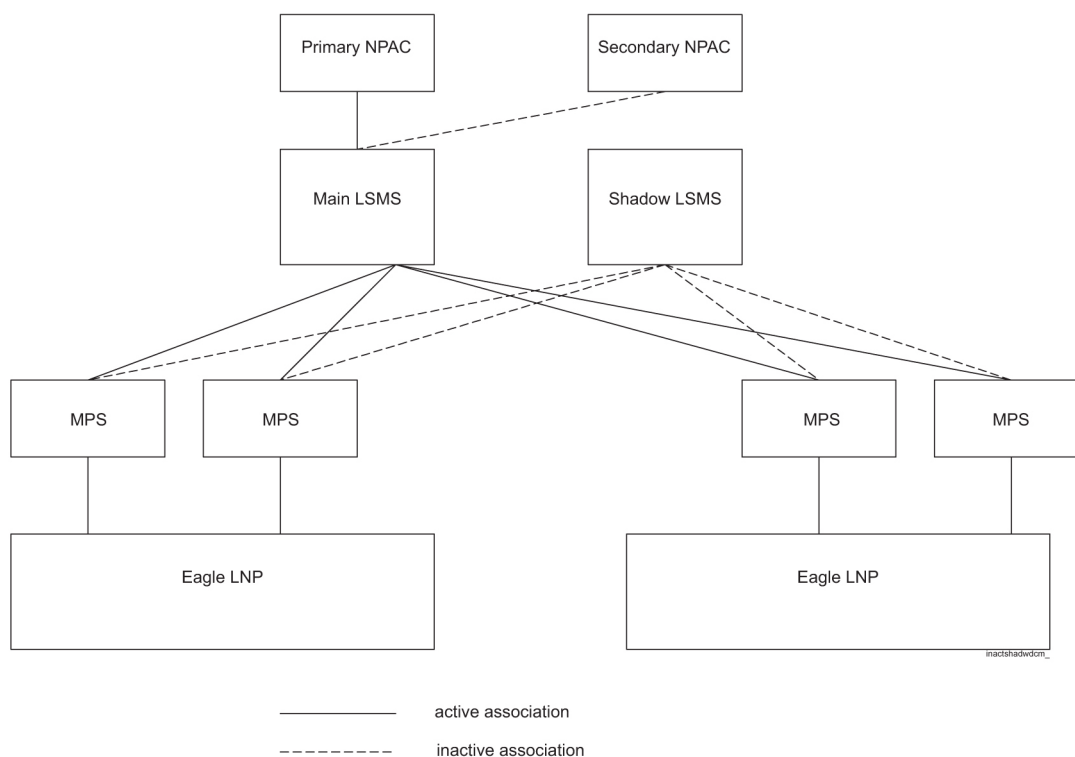 Primary NPAC
Secondary NPAC
Main LSMS
Shadow LSMS
MPS
MPS
MPS
MPS
Eagle LNP
Eagle LNP
inactshadwdcm_
active association
inactive association